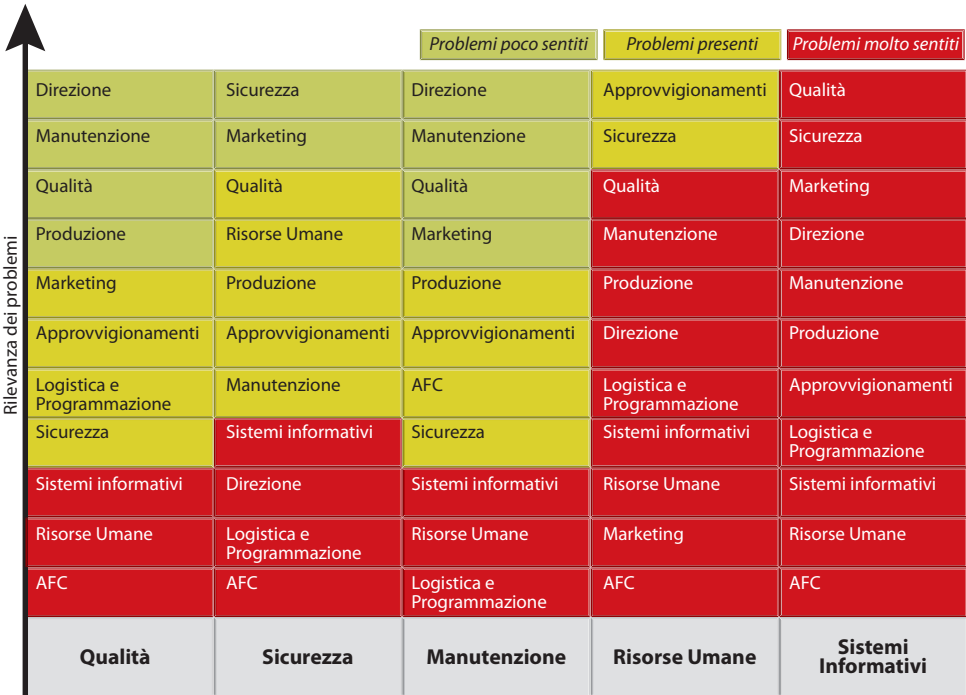 Problemi poco sentiti
Problemi presenti
Problemi molto sentiti
Rilevanza dei problemi
Direzione
Sicurezza
Direzione
Approvvigionamenti
Qualità
Manutenzione
Marketing
Manutenzione
Sicurezza
Sicurezza
Qualità
Qualità
Qualità
Qualità
Marketing
Produzione
Risorse Umane
Marketing
Manutenzione
Direzione
Marketing
Produzione
Produzione
Produzione
Manutenzione
Approvvigionamenti
Approvvigionamenti
Approvvigionamenti
Direzione
Produzione
Logistica e
Programmazione
Manutenzione
AFC
Logistica e
Programmazione
Approvvigionamenti
Sicurezza
Sistemi informativi
Sicurezza
Sistemi informativi
Logistica e
Programmazione
Sistemi informativi
Direzione
Sistemi informativi
Risorse Umane
Sistemi informativi
Risorse Umane
Logistica e
Programmazione
Risorse Umane
Marketing
Risorse Umane
AFC
AFC
Logistica e
Programmazione
AFC
AFC
Qualità
Sicurezza
Manutenzione
Risorse Umane
Sistemi
Informativi